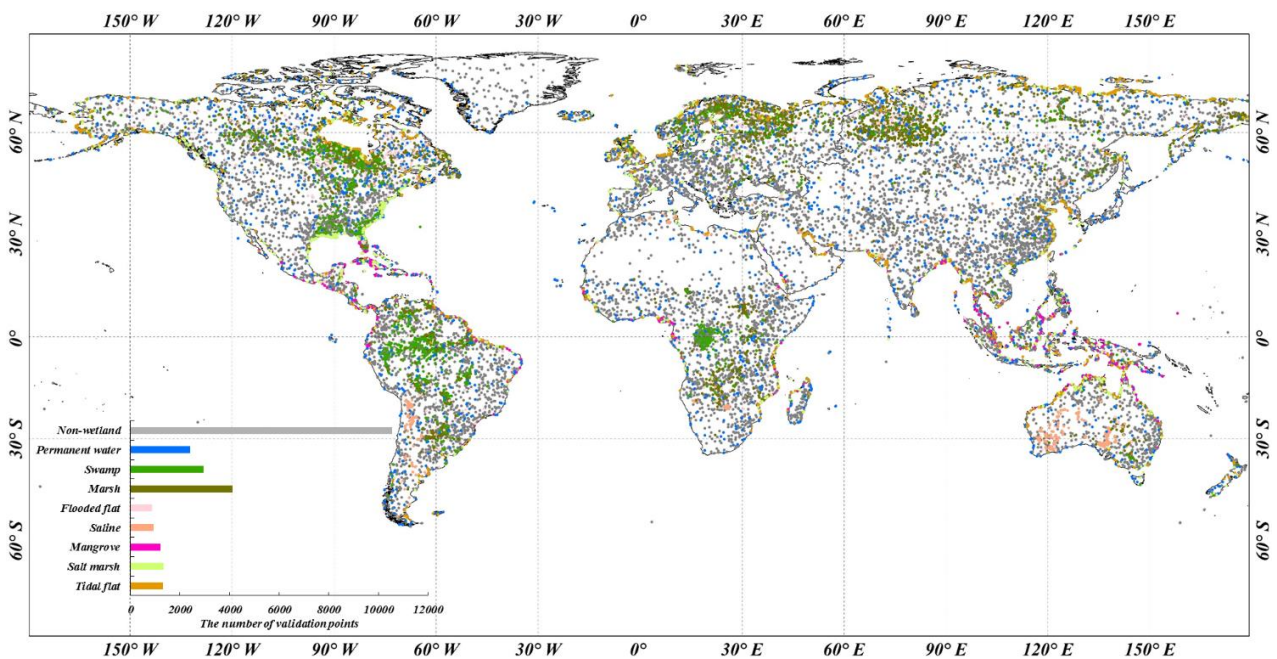 150° W 120° W 90° W 60° W 30° W 0° 30° E 60° E 90° E 120° E 150° E
60° N 60° N
30° N 30° N
0° 0°
Non-wetland
30° S 30° S
Permanent water
Swamp
Marsh
Flooded flat
Saline
60° S 60° S
Mangrove
Salt marsh
Tidal flat
0 2000 4000 6000 8000 10000 12000
The number of validation points
150° W 120° W 90° W 60° W 30° W 0° 30° E 60° E 90° E 120° E 150° E